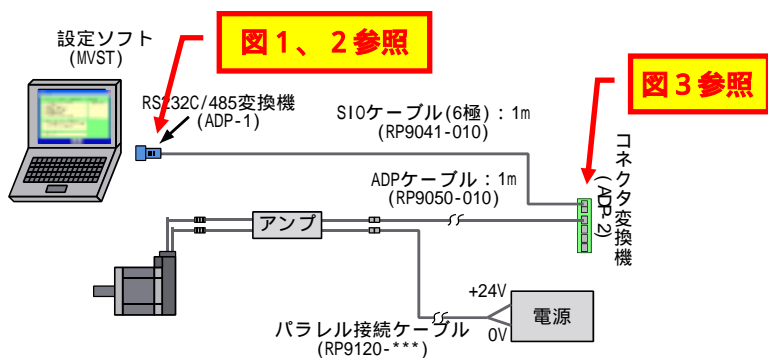 設定ソフト
(MVST)
図1、2参照
図3参照
RS232C/485変換機
(ADP-1)
SIOケーブル(6極):1m
(RP9041-010)
ADPケーブル:1m
(RP9050-010)
コネクタ変換機
(ADP-2)
アンプ
+24V
0V
電源
パラレル接続ケーブル
(RP9120-***)